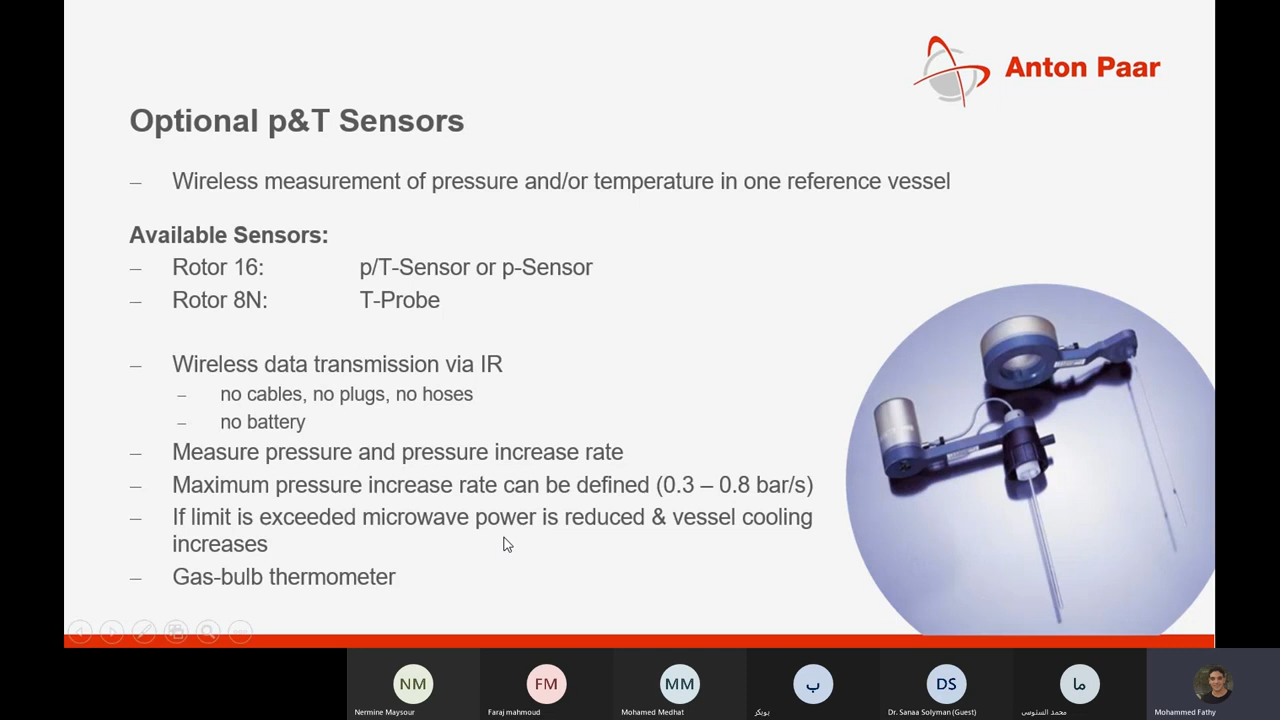 Anton Paar
Optional p&T Sensors
– Wireless measurement of pressure and/or temperature in one reference vessel
Available Sensors:
– Rotor 16: p/T-Sensor or p-Sensor
– Rotor 8N: T-Probe
– Wireless data transmission via IR
– no cables, no plugs, no hoses
– no battery
– Measure pressure and pressure increase rate
– Maximum pressure increase rate can be defined (0.3 – 0.8 bar/s)
– If limit is exceeded microwave power is reduced & vessel cooling
increases
– Gas-bulb thermometer
NM
FM
MM
ب
DS
ما
Nermine Maysour
Faraj mahmoud
Mohamed Medhat
بوبكر
Dr. Sanaa Solyman (Guest)
محمد السنوسي
Mohammed Fathy